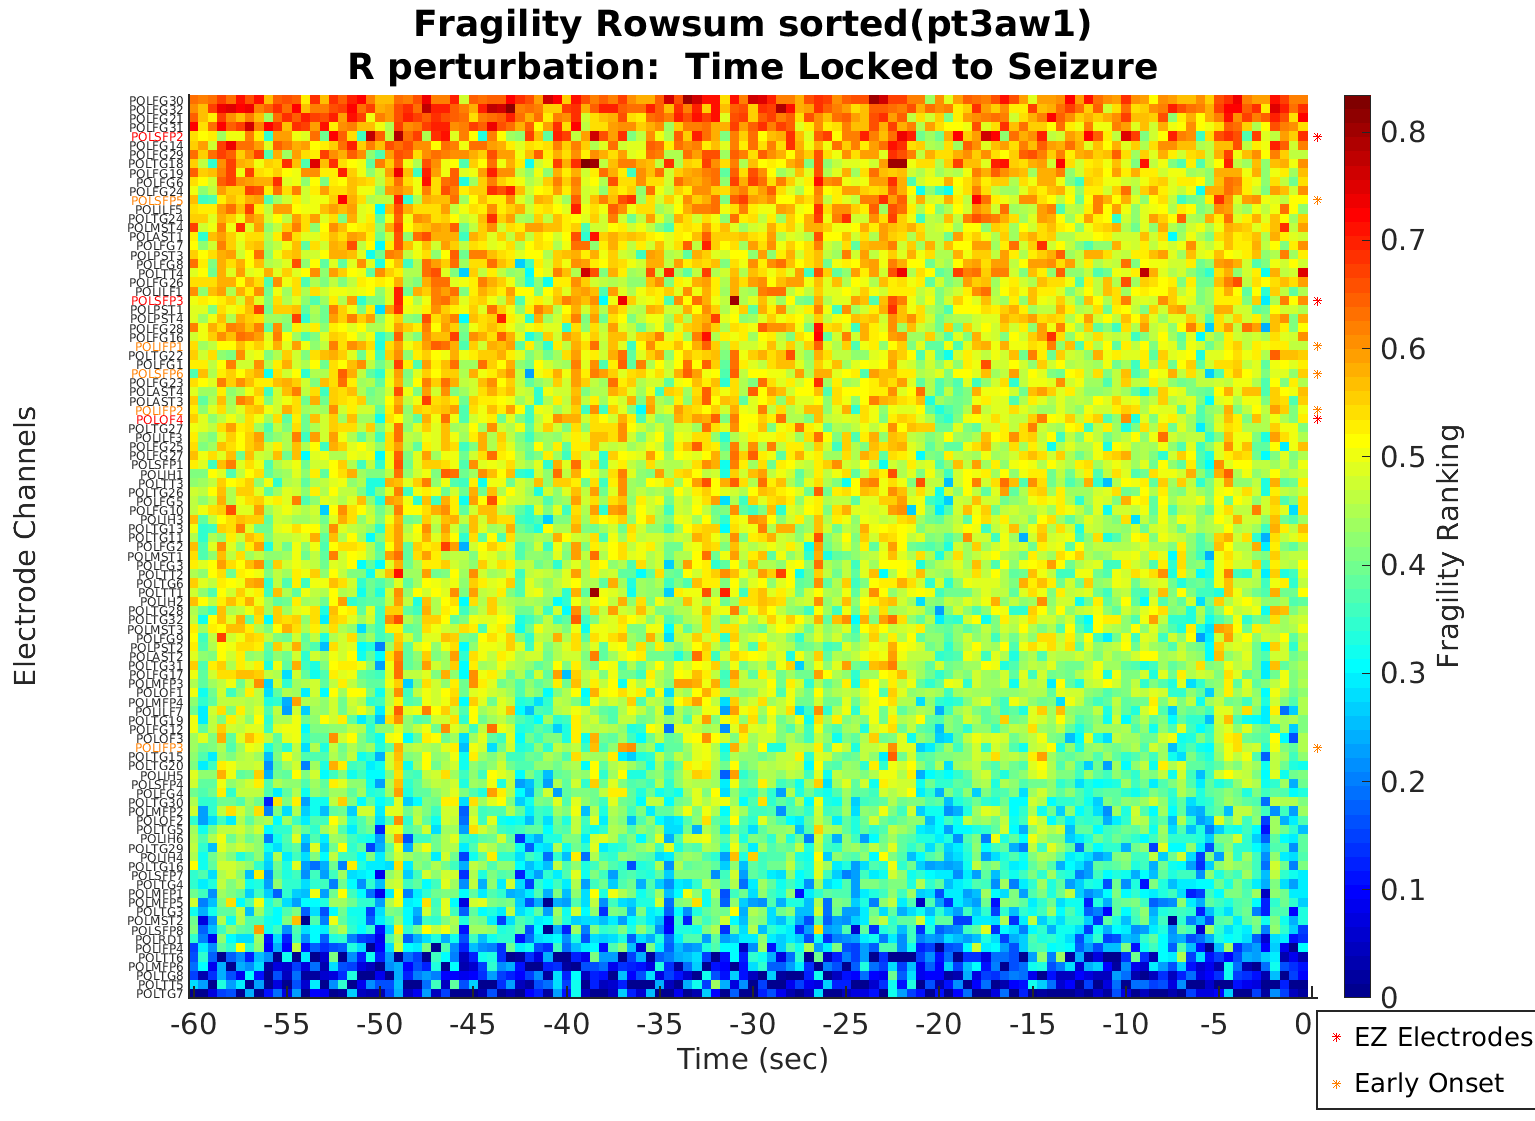 Fragility Rowsum sorted(pt3aw1)
R perturbation:  Time Locked to Seizure
Electrode Channels
POLFG30
POLFG32
POLFG21
POLFG31
POLSFP2
POLFG14
POLFG29
POLTG18
POLFG19
POLFG6
POLFG24
POLSFP5
POLILF5
POLTG24
POLMST4
POLAST1
POLFG7
POLPST3
POLFG8
POLTT4
POLFG26
POLILF1
POLSFP3
POLPST1
POLPST4
POLFG28
POLFG16
POLIFP1
POLTG22
POLFG1
POLSFP6
POLFG23
POLAST4
POLAST3
POLIFP2
POLOF4
POLTG27
POLILF3
POLFG25
POLFG27
POLSFP1
POLIH1
POLTT3
POLTG26
POLFG5
POLFG10
POLIH3
POLTG13
POLTG11
POLFG2
POLMST1
POLFG3
POLTT2
POLTG6
POLTT1
POLIH2
POLTG28
POLTG32
POLMST3
POLFG9
POLPST2
POLAST2
POLTG31
POLFG17
POLMFP3
POLOF1
POLMFP4
POLILF7
POLTG19
POLFG12
POLOF3
POLIFP3
POLTG15
POLTG20
POLIH5
POLSFP4
POLFG4
POLTG30
POLMFP2
POLOF2
POLTG5
POLIH6
POLTG29
POLIH4
POLTG16
POLSFP7
POLTG4
POLMFP1
POLMFP5
POLTG3
POLMST2
POLSFP8
POLRD1
POLIFP4
POLTT6
POLMFP6
POLTG8
POLTT5
POLTG7
-60 -55 -50 -45 -40 -35 -30 -25 -20 -15 -10 -5 0
Time (sec)
0.8
0.7
0.6
0.5
0.4
0.3
0.2
0.1
0
Fragility Ranking
EZ Electrodes
Early Onset